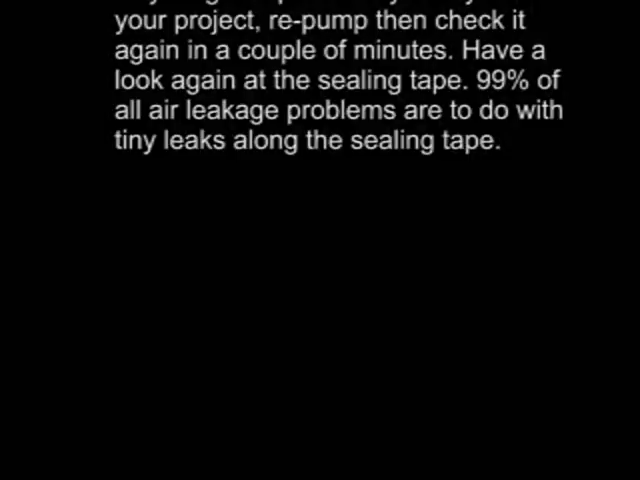 your project, re-pump then check it
again in a couple of minutes. Have a
look again at the sealing tape. 99% of
all air leakage problems are to do with
tiny leaks along the sealing tape.